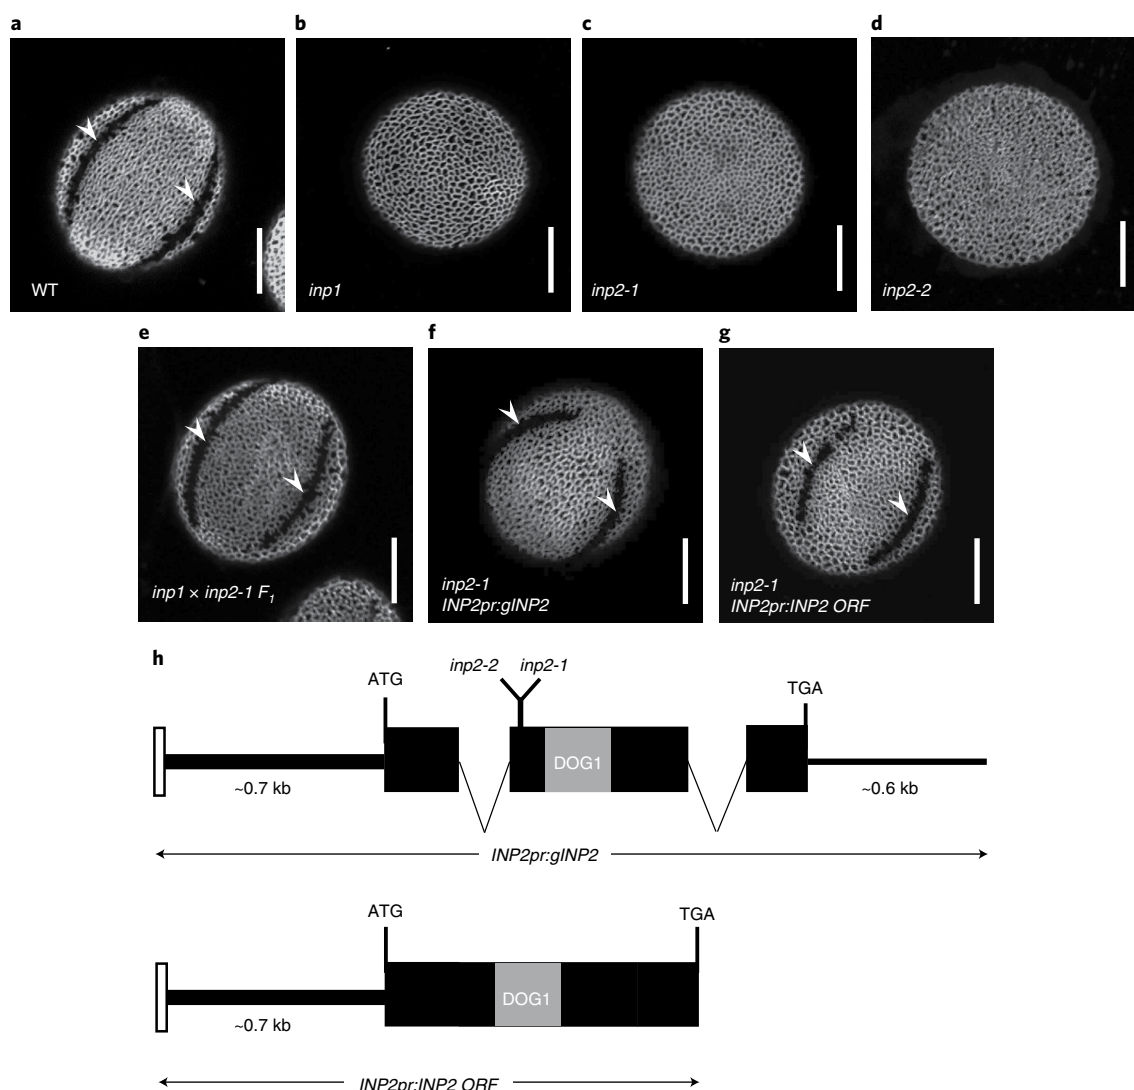 a
b
c
d
WT
inp1
inp2-1
inp2-2
e
f
g
inp1 × inp2-1 F1
inp2-1
INP2pr:gINP2
inp2-1
INP2pr:INP2 ORF
h
inp2-2 inp2-1
ATG
TGA
DOG1
~0.7 kb
~0.6 kb
INP2pr:gINP2
ATG
TGA
DOG1
~0.7 kb
INP2pr:INP2 ORF